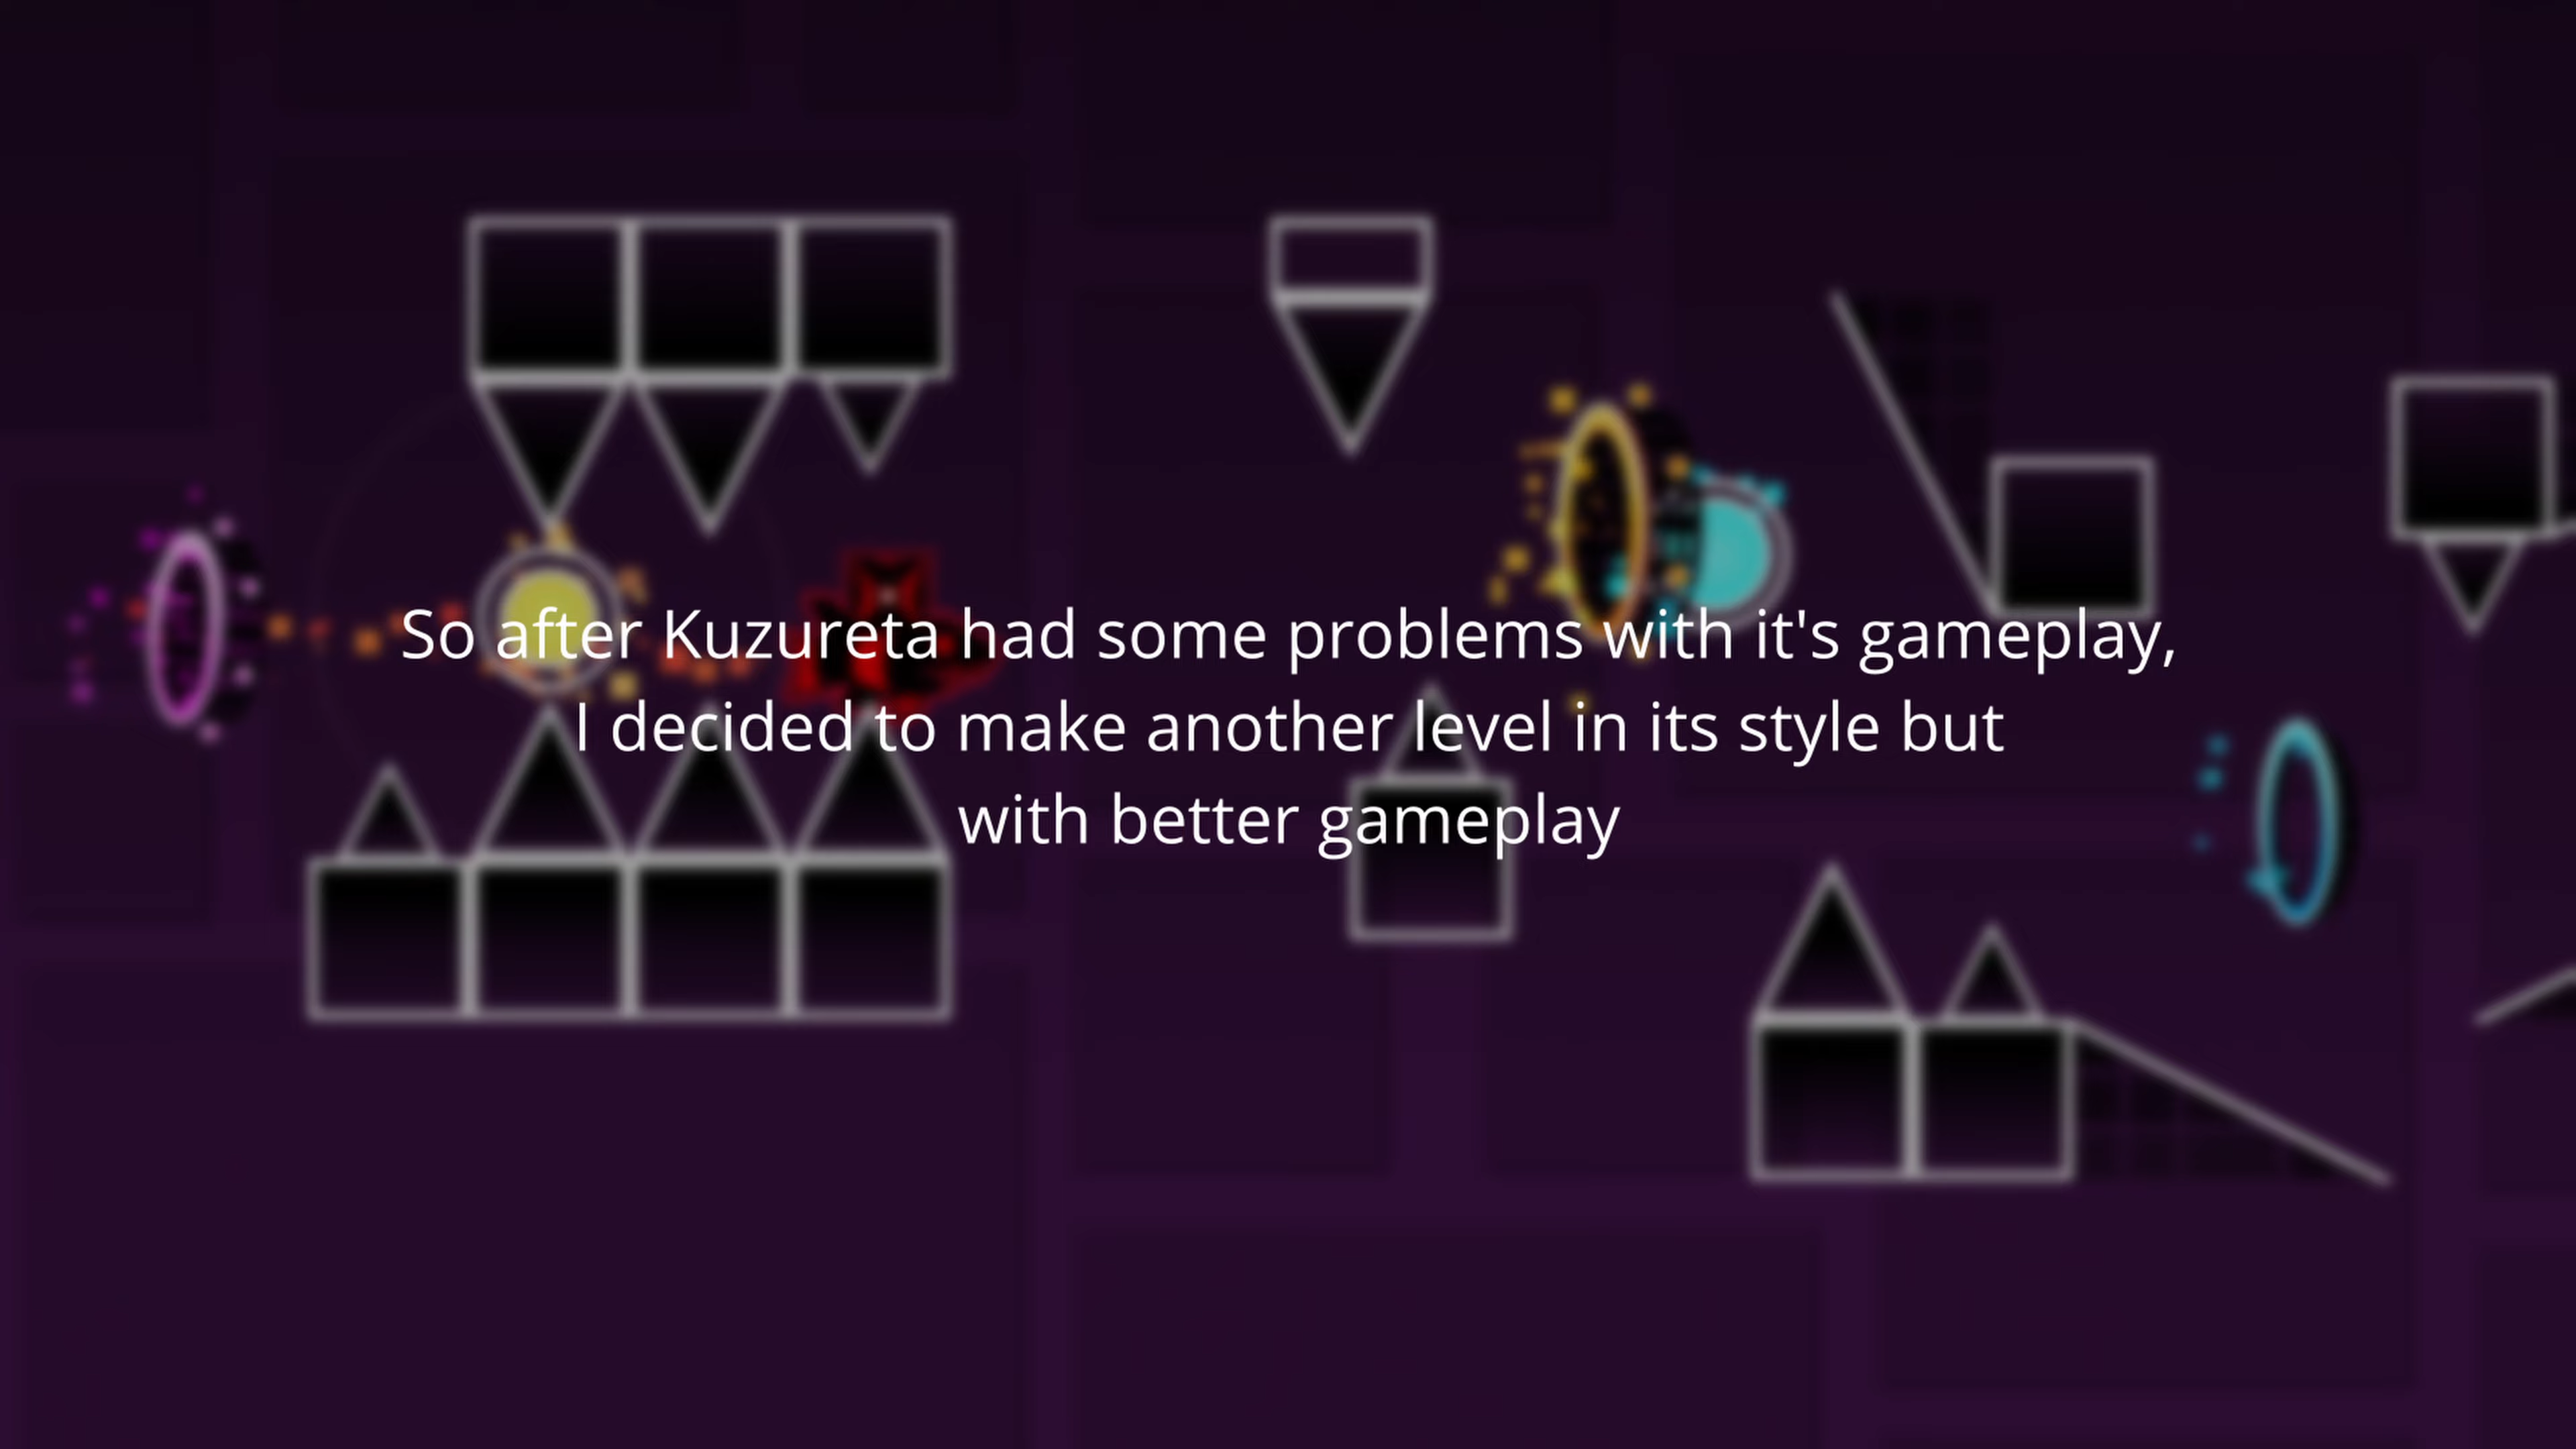 So after Kuzureta had some problems with it's gameplay,
I decided to make another level in its style but
with better gameplay